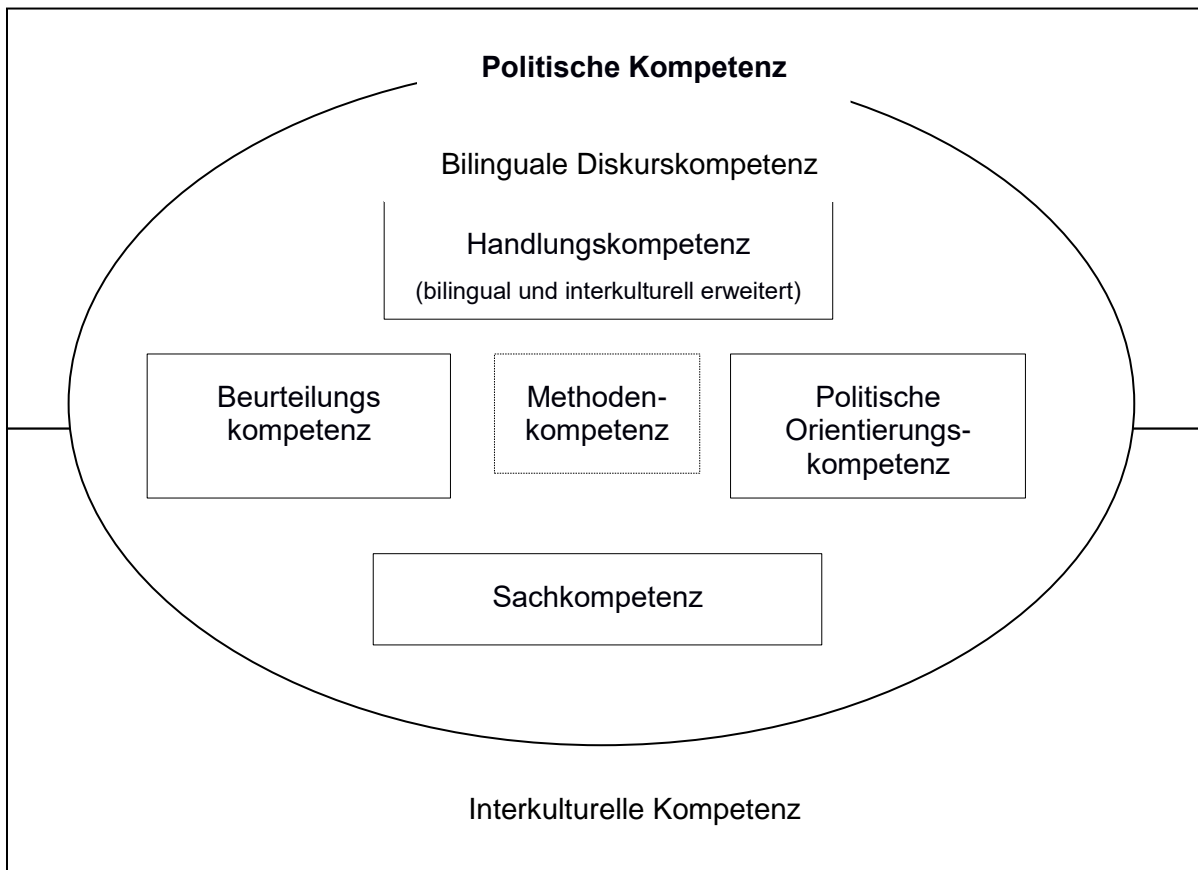 Politische Kompetenz
Bilinguale Diskurskompetenz
Handlungskompetenz
(bilingual und interkulturell erweitert)
Beurteilungs
kompetenz
Methoden-
kompetenz
Politische
Orientierungs-
kompetenz
Sachkompetenz
Interkulturelle Kompetenz